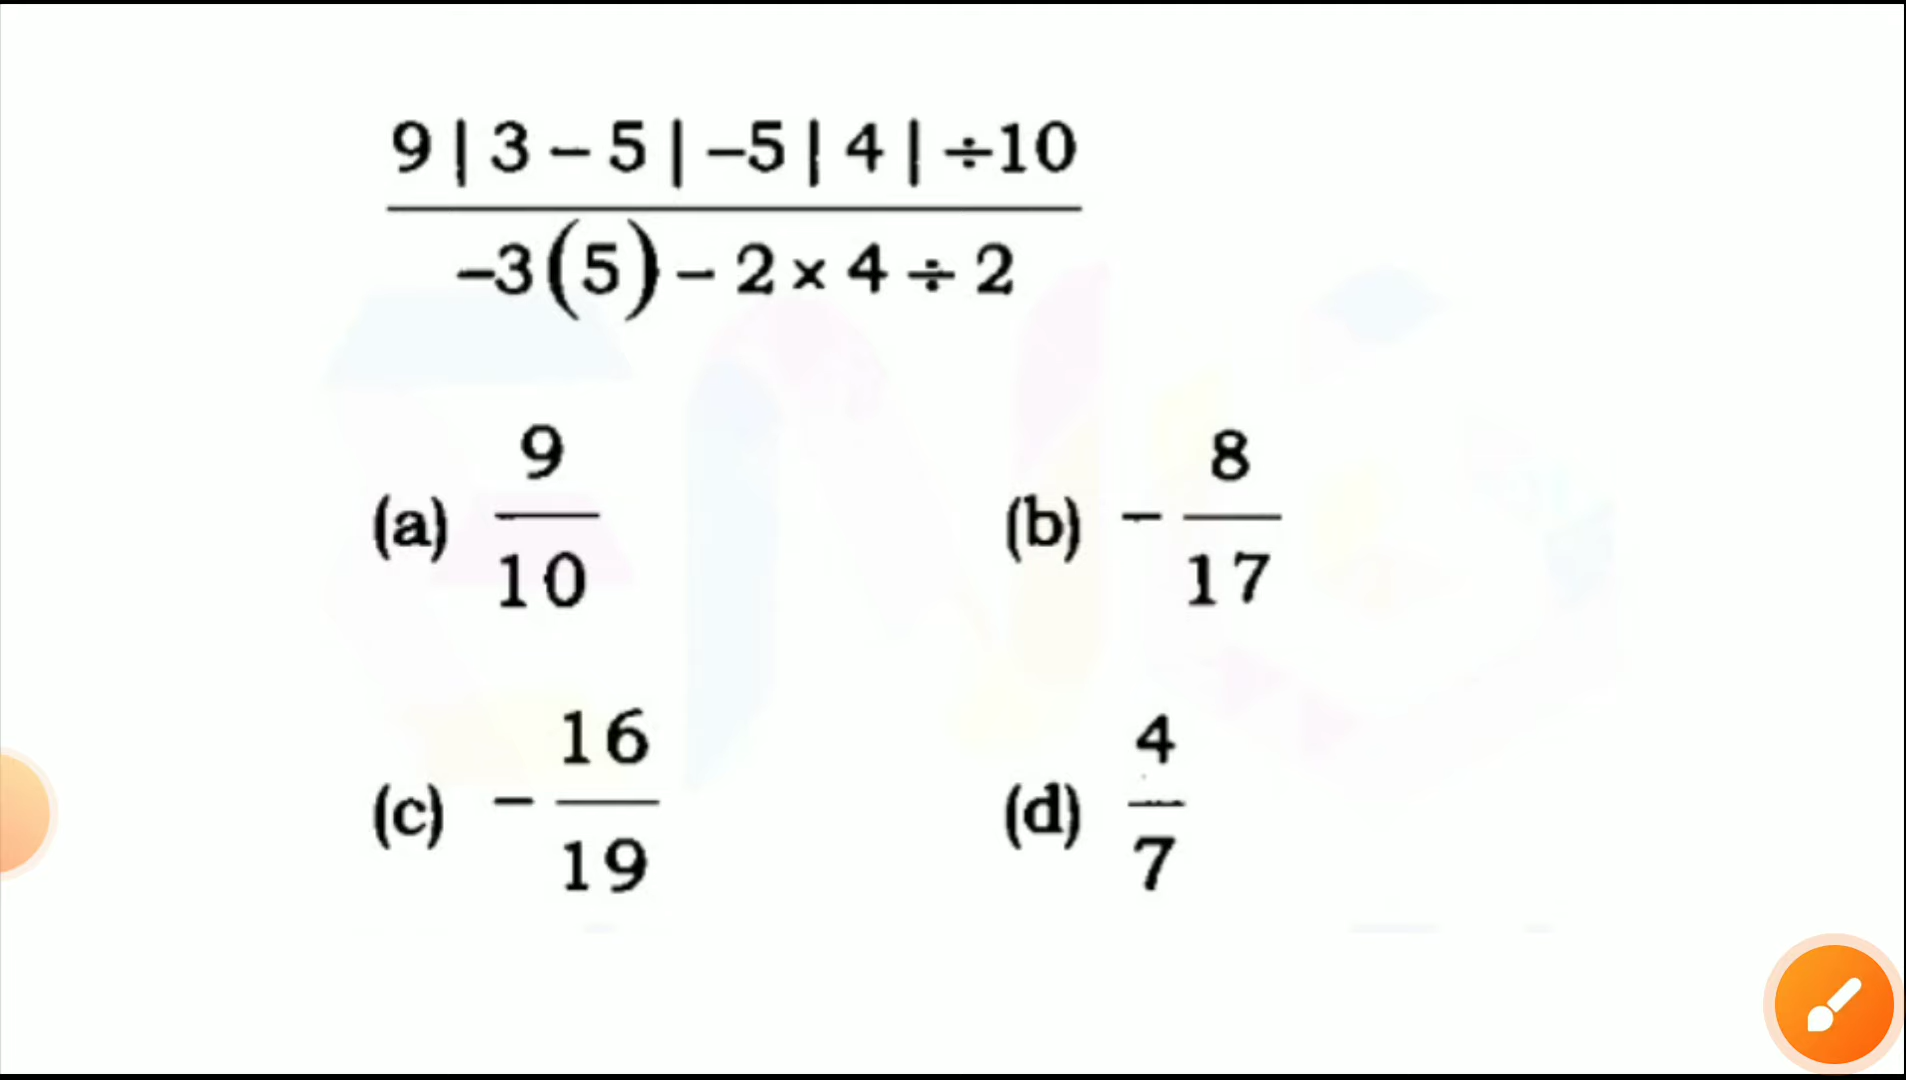 9 | 3 – 5 | –5 | 4 | ÷10
–3(5) – 2 × 4 ÷ 2
(a) 9/10 (b) – 8/17
(c) – 16/19 (d) 4/7